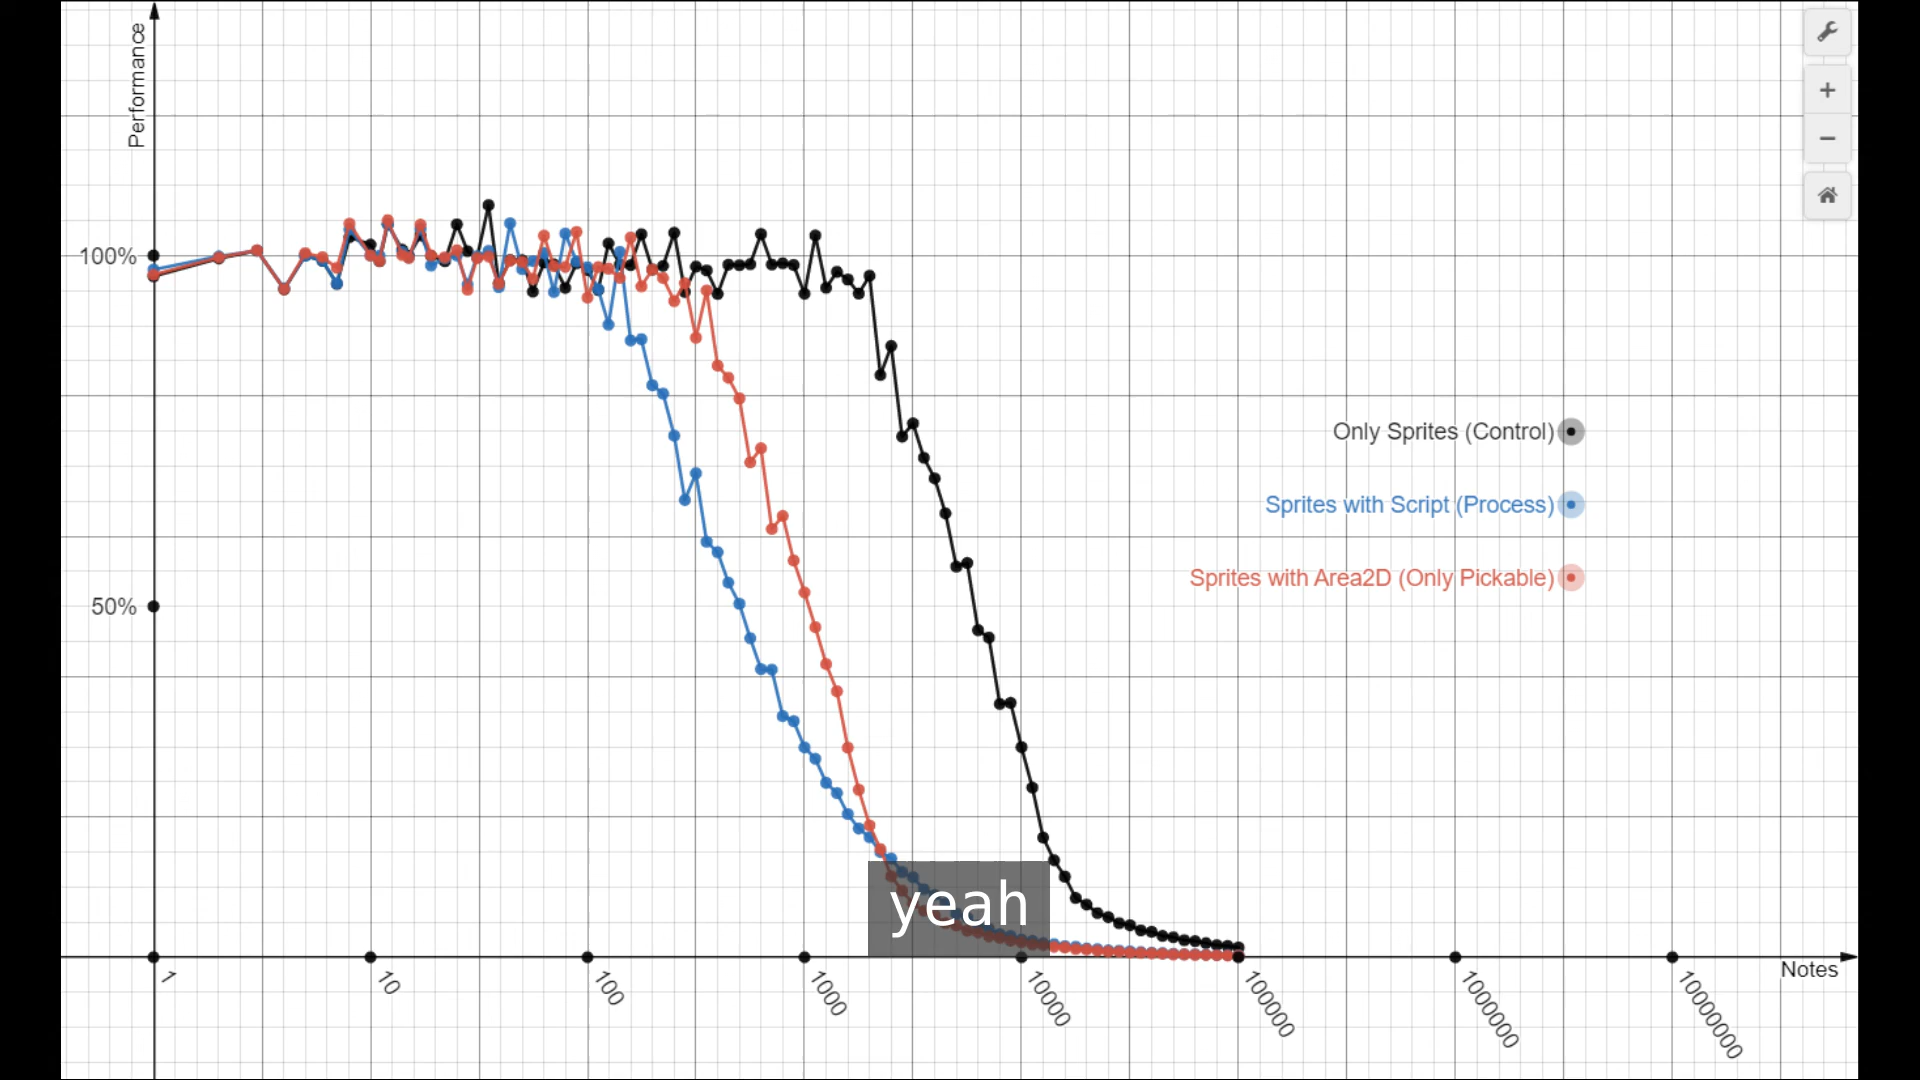 Performance
100%
50%
Only Sprites (Control)
Sprites with Script (Process)
Sprites with Area2D (Only Pickable)
yeah
Notes
1
10
100
1000
10000
100000
1000000
10000000